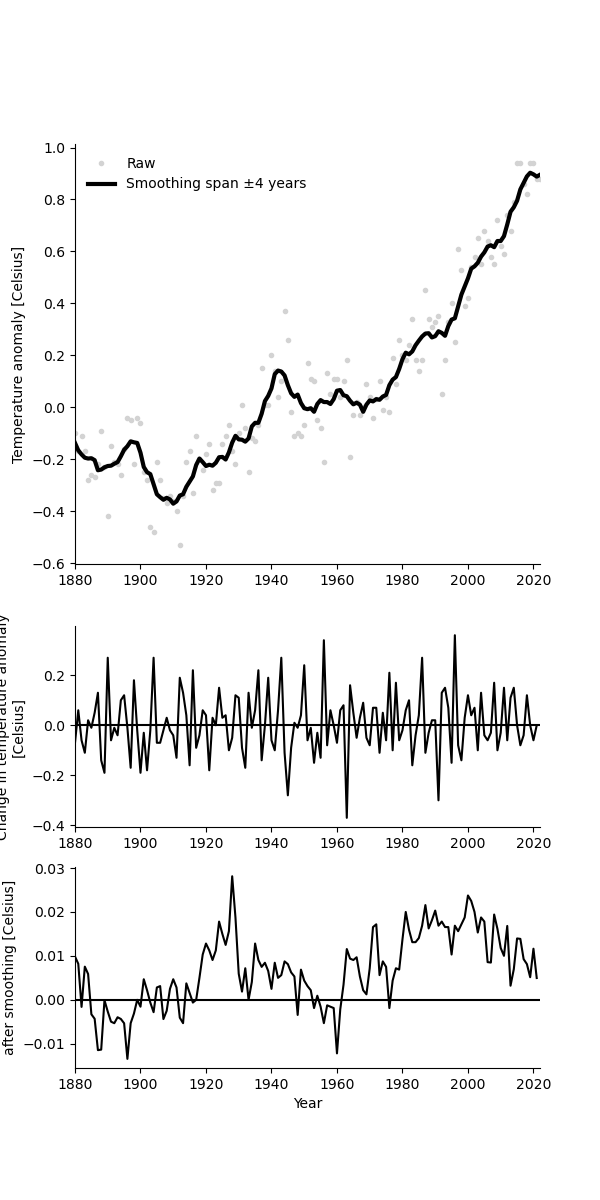 1.0
Raw
Smoothing span ±4 years
0.8
0.6
0.4
0.2
0.0
−0.2
−0.4
−0.6
Temperature anomaly [Celsius]
1880 1900 1920 1940 1960 1980 2000 2020
0.2
0.0
−0.2
−0.4
Change in temperature anomaly
[Celsius]
1880 1900 1920 1940 1960 1980 2000 2020
0.03
0.02
0.01
0.00
−0.01
after smoothing [Celsius]
1880 1900 1920 1940 1960 1980 2000 2020
Year